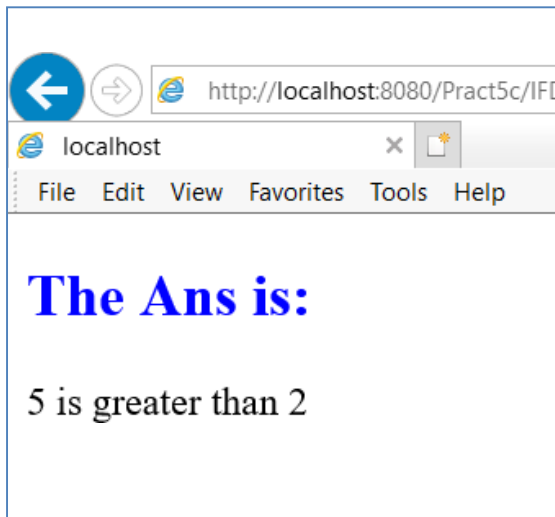 http://localhost:8080/Pract5c/IFD
localhost
File Edit View Favorites Tools Help
The Ans is:
5 is greater than 2